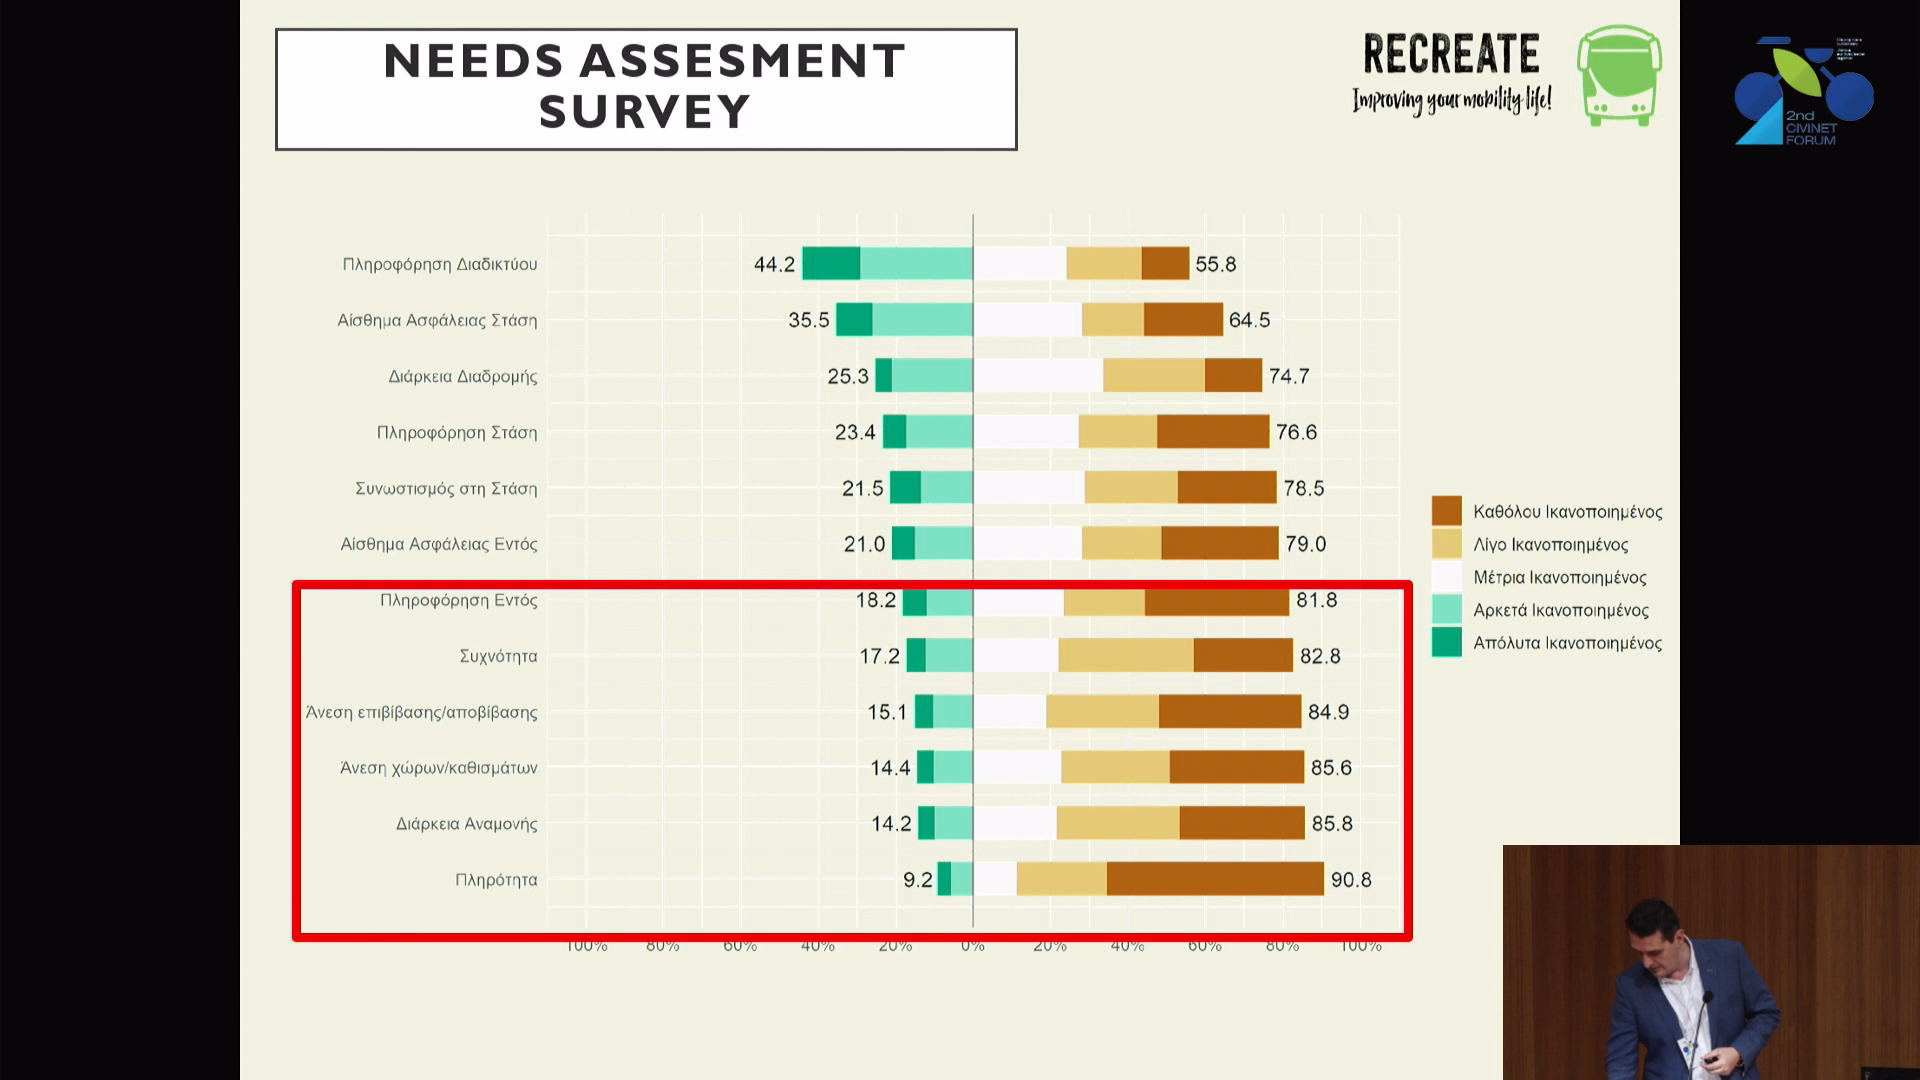 NEEDS ASSESMENT
SURVEY
RECREATE
Improving your mobility life!
2nd
CIVINET
FORUM
Πληροφόρηση Διαδικτύου 44.2 55.8
Αίσθημα Ασφάλειας Στάση 35.5 64.5
Διάρκεια Διαδρομής 25.3 74.7
Πληροφόρηση Στάση 23.4 76.6
Συνωστισμός στη Στάση 21.5 78.5
Αίσθημα Ασφάλειας Εντός 21.0 79.0
Πληροφόρηση Εντός 18.2 81.8
Συχνότητα 17.2 82.8
Άνεση επιβίβασης/αποβίβασης 15.1 84.9
Άνεση χώρων/καθισμάτων 14.4 85.6
Διάρκεια Αναμονής 14.2 85.8
Πληρότητα 9.2 90.8
100% 80% 60% 40% 20% 0% 20% 40% 60% 80% 100%
Καθόλου Ικανοποιημένος
Λίγο Ικανοποιημένος
Μέτρια Ικανοποιημένος
Αρκετά Ικανοποιημένος
Απόλυτα Ικανοποιημένος